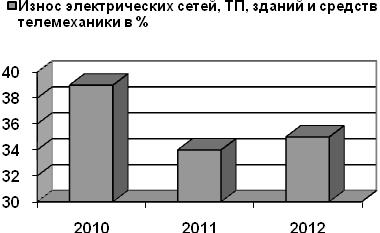 Износ электрических сетей, ТП, зданий и средств
телемеханики в %
40
38
36
34
32
30
2010 2011 2012